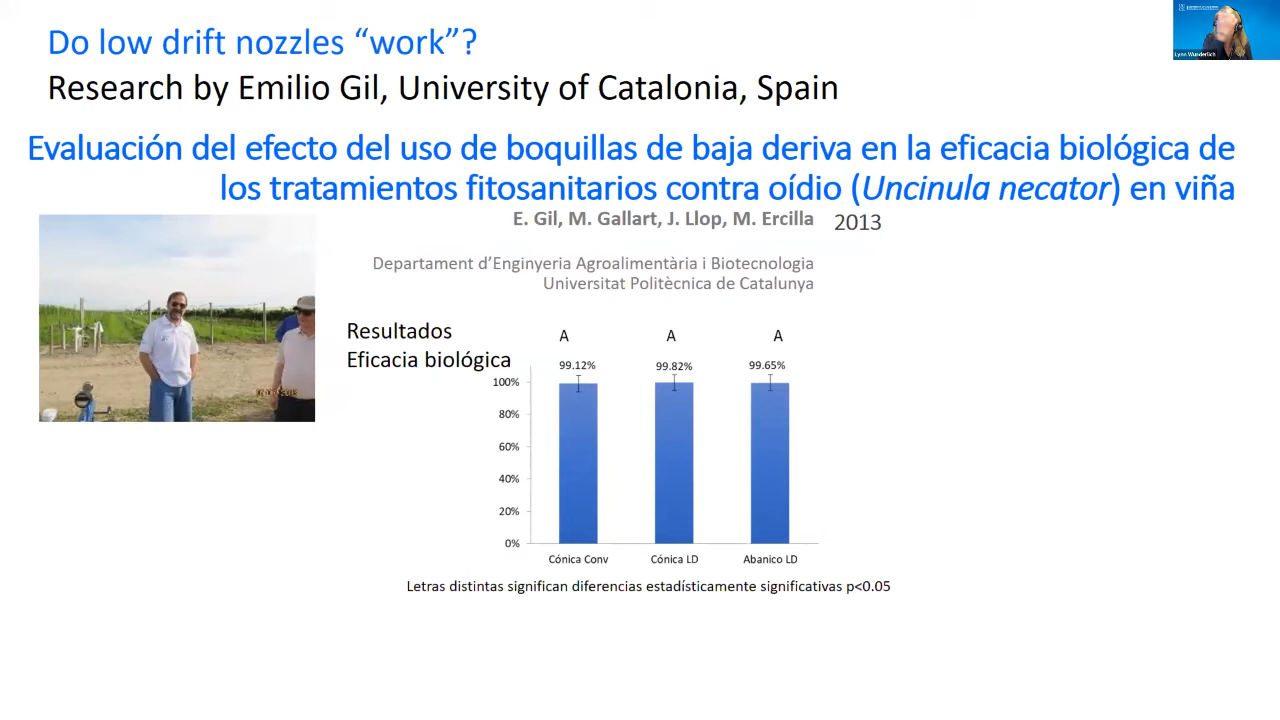 Do low drift nozzles “work”?
Research by Emilio Gil, University of Catalonia, Spain
Lynn Wunderlich
Evaluación del efecto del uso de boquillas de baja deriva en la eficacia biológica de
los tratamientos fitosanitarios contra oídio (Uncinula necator) en viña
E. Gil, M. Gallart, J. Llop, M. Ercilla 2013
Departament d’Enginyeria Agroalimentària i Biotecnologia
Universitat Politècnica de Catalunya
Resultados
Eficacia biológica
A A A
99.12% 99.82% 99.65%
100%
80%
60%
40%
20%
0%
Cónica Conv Cónica LD Abanico LD
Letras distintas significan diferencias estadísticamente significativas p<0.05